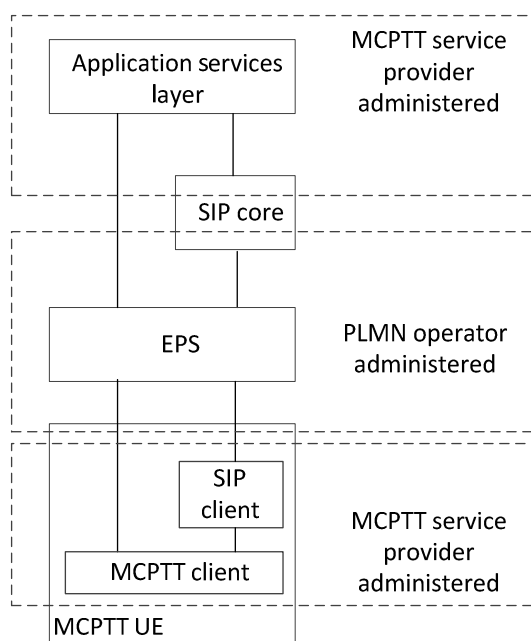 MCPTT service
provider
administered
Application services
layer
SIP core
PLMN operator
administered
EPS
SIP
client
MCPTT service
provider
administered
MCPTT client
MCPTT UE